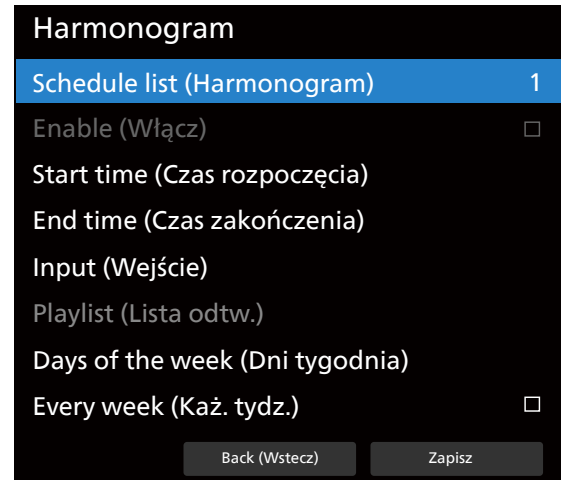 Harmonogram
Schedule list (Harmonogram) 1
Enable (Włącz)
Start time (Czas rozpoczęcia)
End time (Czas zakończenia)
Input (Wejście)
Playlist (Lista odtw.)
Days of the week (Dni tygodnia)
Every week (Każ. tydz.)
Back (Wstecz) Zapisz